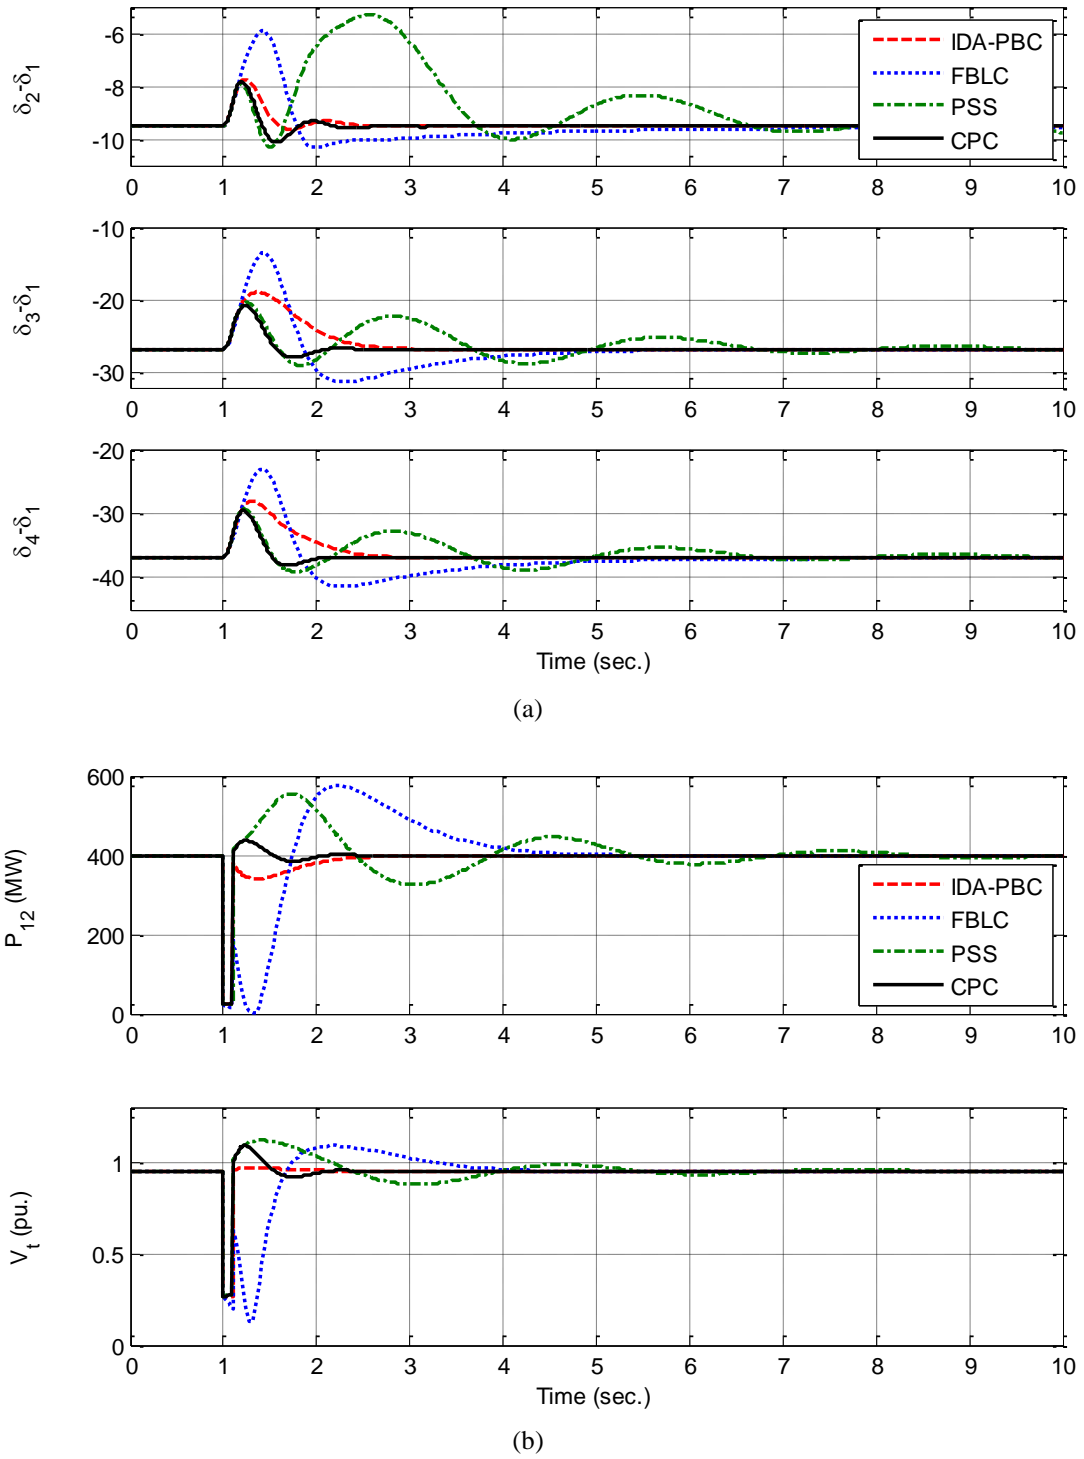 δ2-δ1
-6
-8
-10
IDA-PBC
FBLC
PSS
CPC
0 1 2 3 4 5 6 7 8 9 10
δ3-δ1
-10
-20
-30
0 1 2 3 4 5 6 7 8 9 10
δ4-δ1
-20
-30
-40
0 1 2 3 4 5 6 7 8 9 10
Time (sec.)
(a)
P12 (MW)
600
400
200
0
IDA-PBC
FBLC
PSS
CPC
0 1 2 3 4 5 6 7 8 9 10
Vt (pu.)
1
0.5
0
0 1 2 3 4 5 6 7 8 9 10
Time (sec.)
(b)